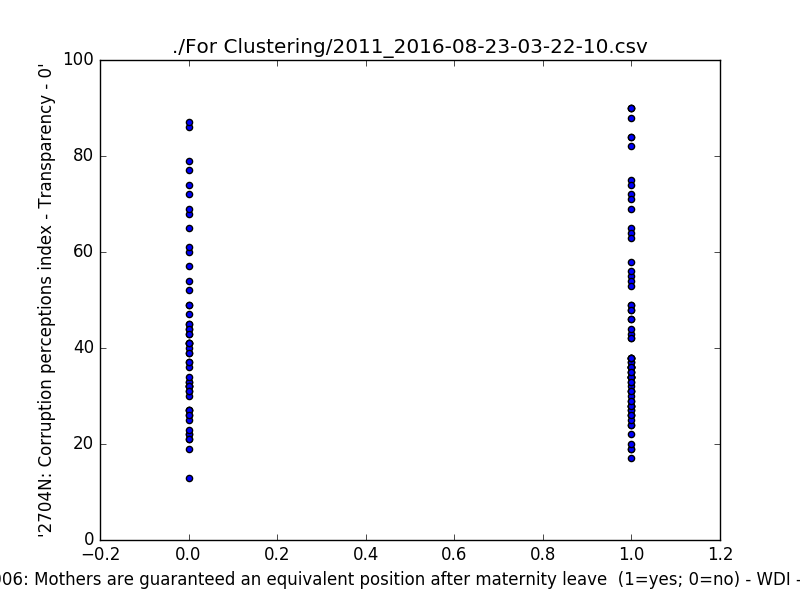 ./For Clustering/2011_2016-08-23-03-22-10.csv
'2704N: Corruption perceptions index - Transparency - 0'
100
80
60
40
20
0
−0.2 0.0 0.2 0.4 0.6 0.8 1.0 1.2
006: Mothers are guaranteed an equivalent position after maternity leave (1=yes; 0=no) - WDI -